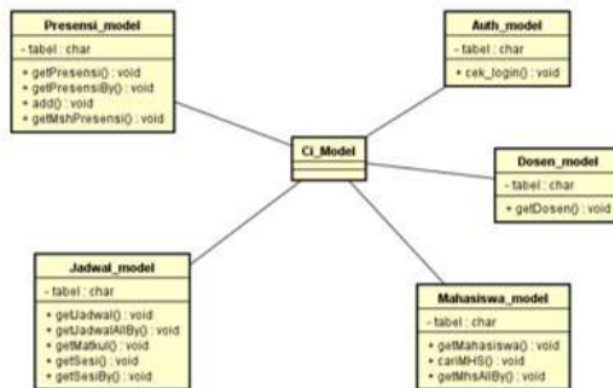 Presensi_model
- tabel : char
+ getPresensi() : void
+ getPresensiBy() : void
+ add() : void
+ getMshPresensi() : void
Auth_model
- tabel : char
+ cek_login() : void
Ci_Model
Dosen_model
- tabel : char
+ getDosen() : void
Jadwal_model
- tabel : char
+ getJadwal() : void
+ getJadwalAllBy() : void
+ getMatkul() : void
+ getSesi() : void
+ getSesiBy() : void
Mahasiswa_model
- tabel : char
+ getMahasiswa() : void
+ cariMHS() : void
+ getMhsAllBy() : void